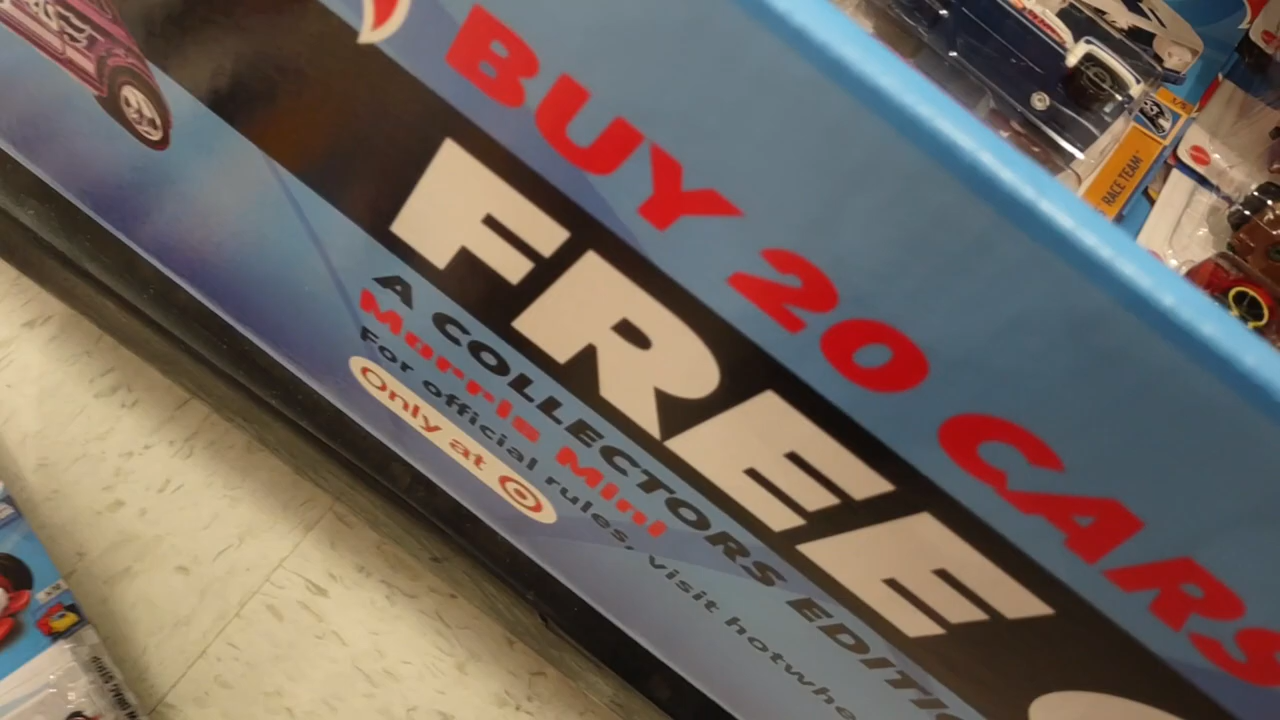 BUY 20 CARS
FREE
A COLLECTORS EDITIO
Morris Mini
For official rules, visit hotwhe
Only at
RACE TEAM